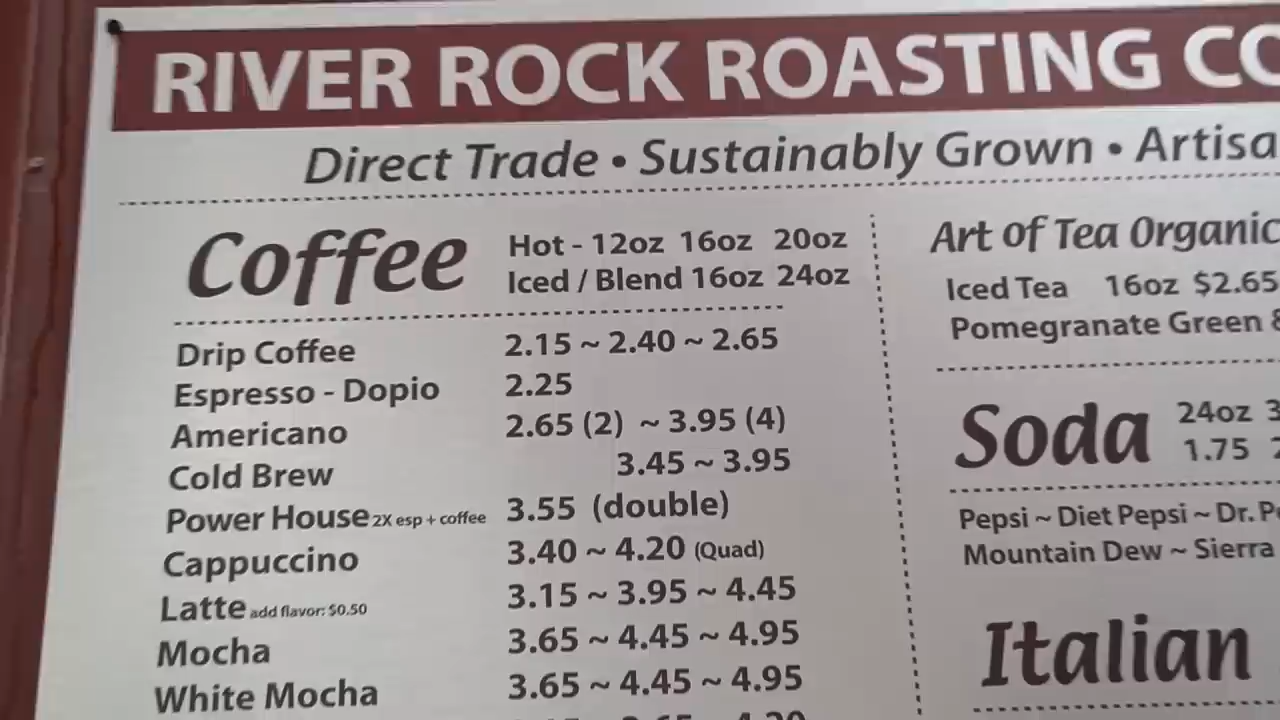 RIVER ROCK ROASTING
Direct Trade • Sustainably Grown •
Coffee
Hot - 12oz 16oz 20oz
Iced / Blend 16oz 24oz
Drip Coffee 2.15 ~ 2.40 ~ 2.65
Espresso - Dopio 2.25
Americano 2.65 (2) ~ 3.95 (4)
Cold Brew 3.45 ~ 3.95
Power House 2X esp + coffee 3.55 (double)
Cappuccino 3.40 ~ 4.20 (Quad)
Latte add flavor: $0.50 3.15 ~ 3.95 ~ 4.45
Mocha 3.65 ~ 4.45 ~ 4.95
White Mocha 3.65 ~ 4.45 ~ 4.95
Art of Tea Organic
Iced Tea 16oz $2.65
Pomegranate Green
Soda
24oz
1.75
Pepsi ~ Diet Pepsi ~ Dr.
Mountain Dew ~ Sierra
Italian